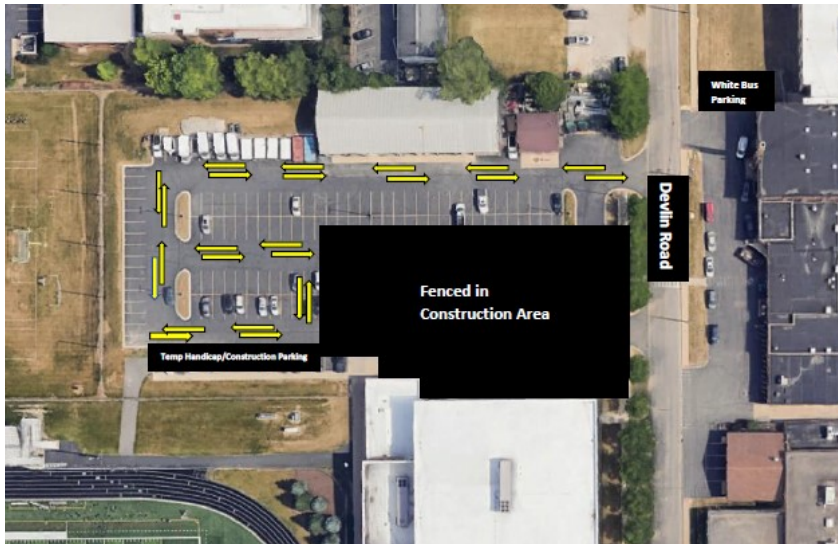 White Bus
Parking
Devlin Road
Fenced in
Construction Area
Temp Handicap/Construction Parking